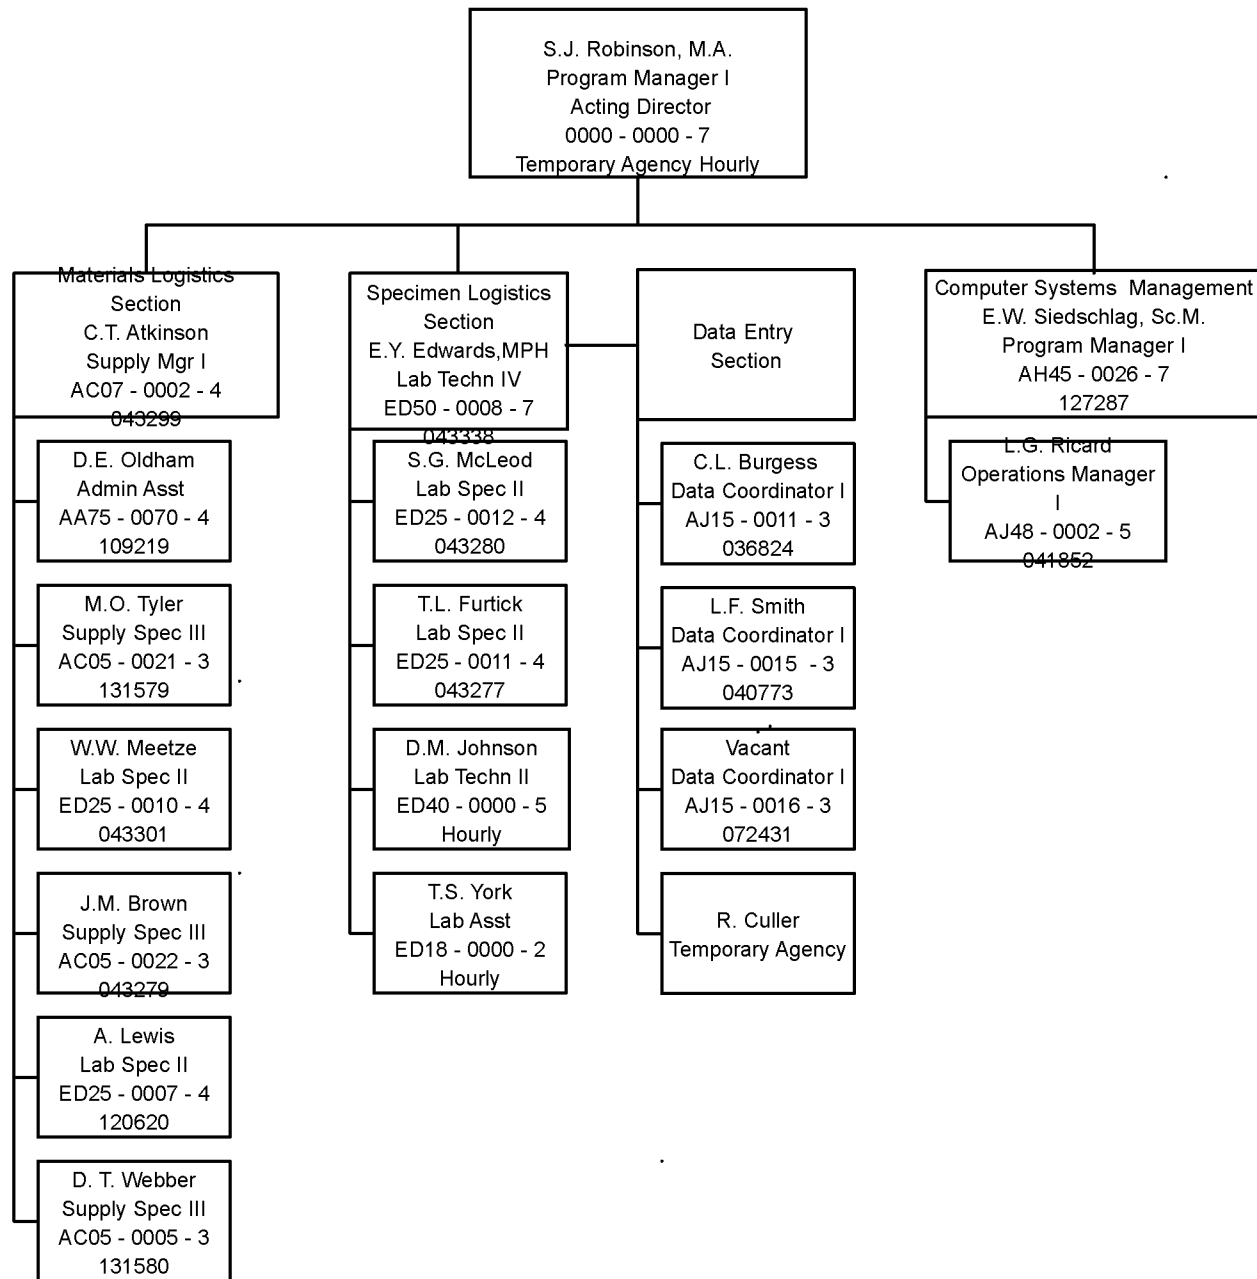 S.J. Robinson, M.A.
Program Manager I
Acting Director
0000 - 0000 - 7
Temporary Agency Hourly
Materials Logistics
Section
C.T. Atkinson
Supply Mgr I
AC07 - 0002 - 4
043299
D.E. Oldham
Admin Asst
AA75 - 0070 - 4
109219
M.O. Tyler
Supply Spec III
AC05 - 0021 - 3
131579
W.W. Meetze
Lab Spec II
ED25 - 0010 - 4
043301
J.M. Brown
Supply Spec III
AC05 - 0022 - 3
043279
A. Lewis
Lab Spec II
ED25 - 0007 - 4
120620
D. T. Webber
Supply Spec III
AC05 - 0005 - 3
131580
Specimen Logistics
Section
E.Y. Edwards,MPH
Lab Techn IV
ED50 - 0008 - 7
043338
S.G. McLeod
Lab Spec II
ED25 - 0012 - 4
043280
T.L. Furtick
Lab Spec II
ED25 - 0011 - 4
043277
D.M. Johnson
Lab Techn II
ED40 - 0000 - 5
Hourly
T.S. York
Lab Asst
ED18 - 0000 - 2
Hourly
Data Entry
Section
C.L. Burgess
Data Coordinator I
AJ15 - 0011 - 3
036824
L.F. Smith
Data Coordinator I
AJ15 - 0015 - 3
040773
Vacant
Data Coordinator I
AJ15 - 0016 - 3
072431
R. Culler
Temporary Agency
Computer Systems Management
E.W. Siedschlag, Sc.M.
Program Manager I
AH45 - 0026 - 7
127287
L.G. Ricard
Operations Manager
I
AJ48 - 0002 - 5
041852